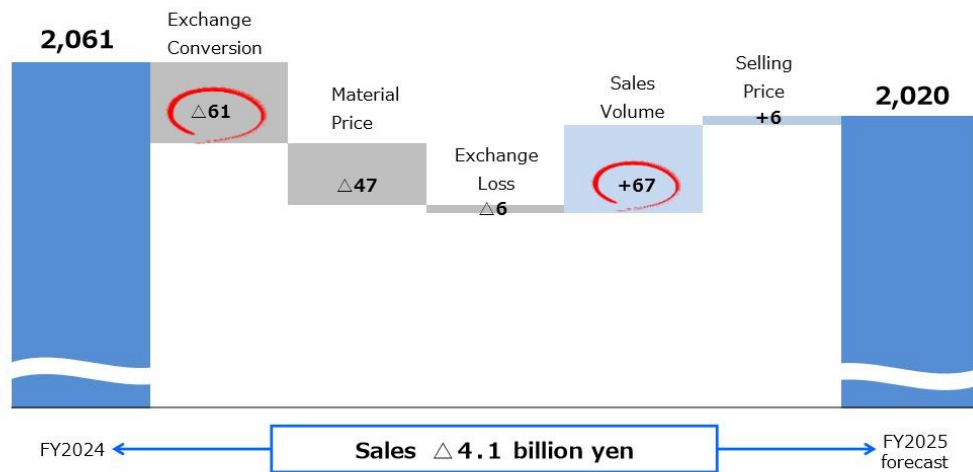 2,061
Exchange
Conversion
△61
Material
Price
△47
Exchange
Loss
△6
Sales
Volume
+67
Selling
Price
+6
2,020
FY2024
Sales △4.1 billion yen
FY2025
forecast